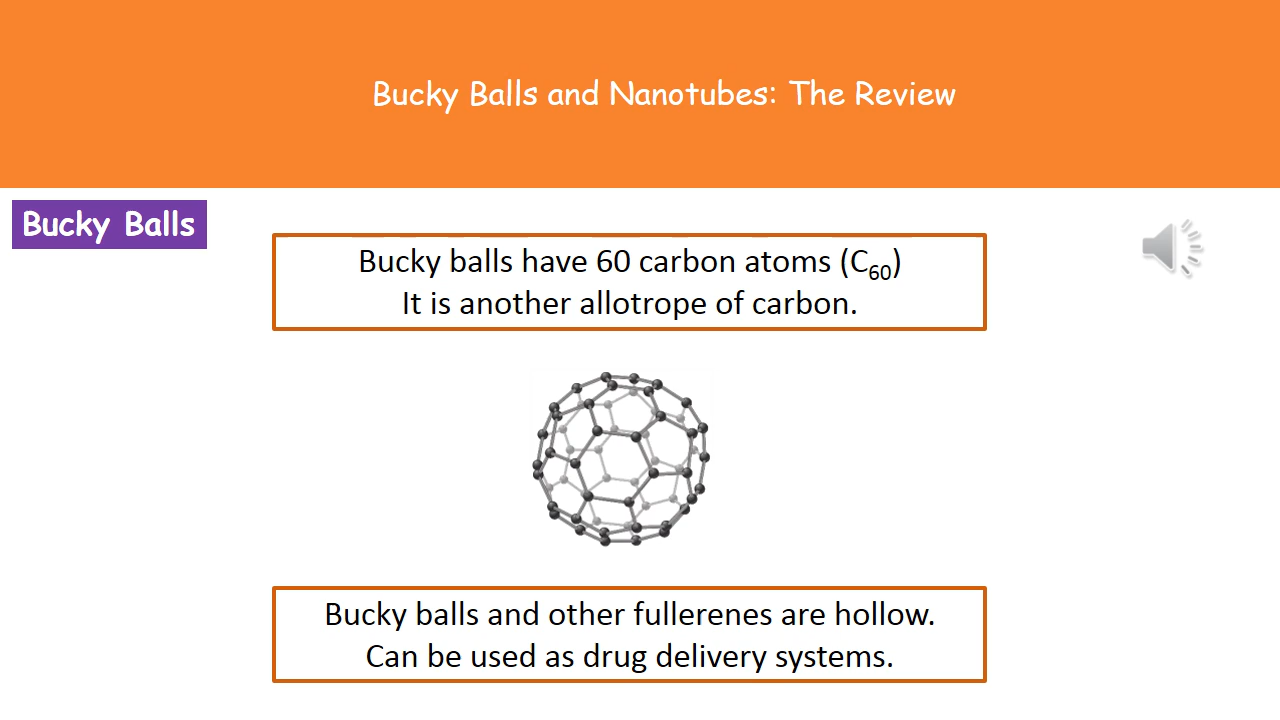 Bucky Balls and Nanotubes: The Review
Bucky Balls
Bucky balls have 60 carbon atoms (C₆₀)
It is another allotrope of carbon.
Bucky balls and other fullerenes are hollow.
Can be used as drug delivery systems.